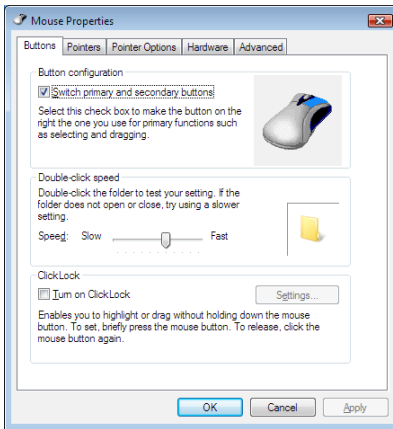 Mouse Properties
Buttons Pointers Pointer Options Hardware Advanced
Button configuration
Switch primary and secondary buttons
Select this check box to make the button on the
right the one you use for primary functions such
as selecting and dragging.
Double-click speed
Double-click the folder to test your setting. If the
folder does not open or close, try using a slower
setting.
Speed: Slow Fast
ClickLock
Turn on ClickLock Settings...
Enables you to highlight or drag without holding down the mouse
button. To set, briefly press the mouse button. To release, click the
mouse button again.
OK Cancel Apply